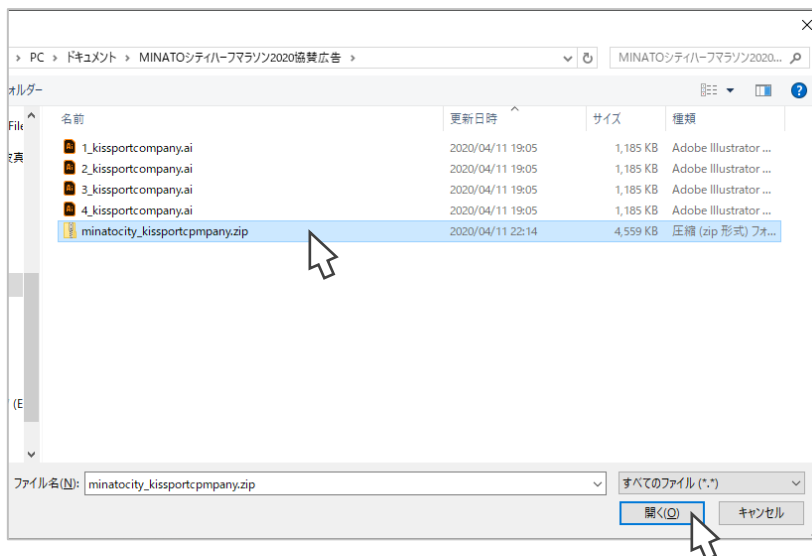 > PC > ドキュメント > MINATOシティハーフマラソン2020協賛広告 >
MINATOシティハーフマラソン2020...
ォルダー
File
名前 更新日時 サイズ 種類
1_kissportcompany.ai 2020/04/11 19:05 1,185 KB Adobe Illustrator ...
2_kissportcompany.ai 2020/04/11 19:05 1,185 KB Adobe Illustrator ...
3_kissportcompany.ai 2020/04/11 19:05 1,185 KB Adobe Illustrator ...
4_kissportcompany.ai 2020/04/11 19:05 1,185 KB Adobe Illustrator ...
minatocity_kissportcpmpany.zip 2020/04/11 22:14 4,559 KB 圧縮 (zip 形式) フォ...
(E
ファイル名(N): minatocity_kissportcpmpany.zip すべてのファイル (*.*)
開く(O) キャンセル